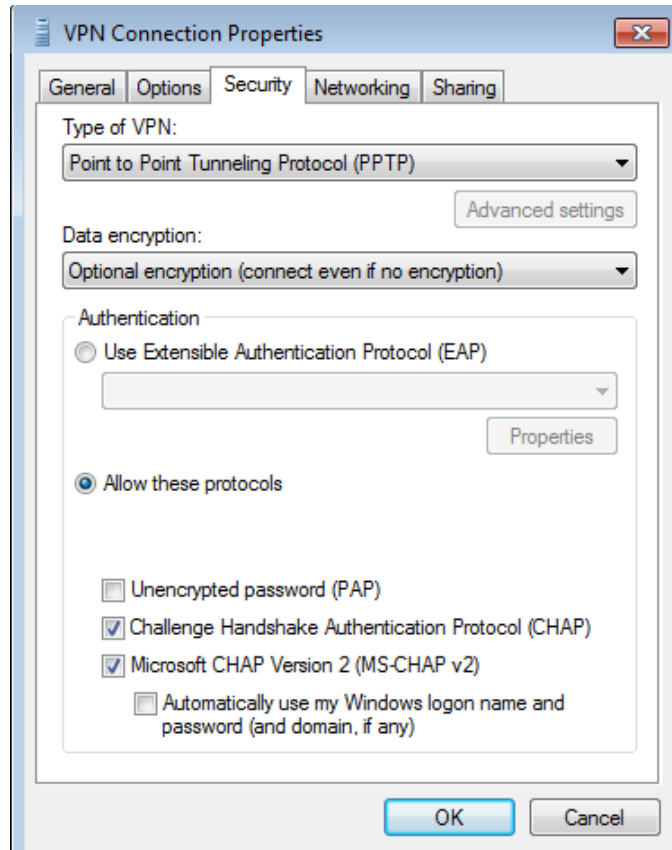 VPN Connection Properties
General Options Security Networking Sharing
Type of VPN:
Point to Point Tunneling Protocol (PPTP)
Advanced settings
Data encryption:
Optional encryption (connect even if no encryption)
Authentication
Use Extensible Authentication Protocol (EAP)
Properties
Allow these protocols
Unencrypted password (PAP)
Challenge Handshake Authentication Protocol (CHAP)
Microsoft CHAP Version 2 (MS-CHAP v2)
Automatically use my Windows logon name and
password (and domain, if any)
OK Cancel